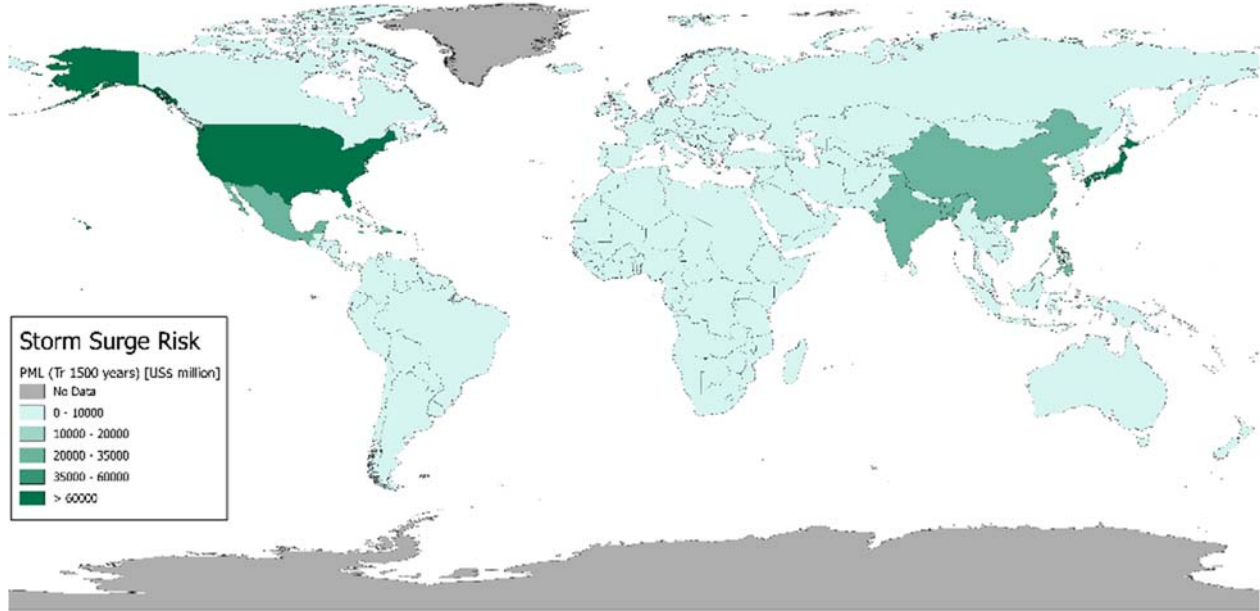 Storm Surge Risk
PML (Tr 1500 years) [US$ million]
No Data
0 - 10000
10000 - 20000
20000 - 35000
35000 - 60000
> 60000